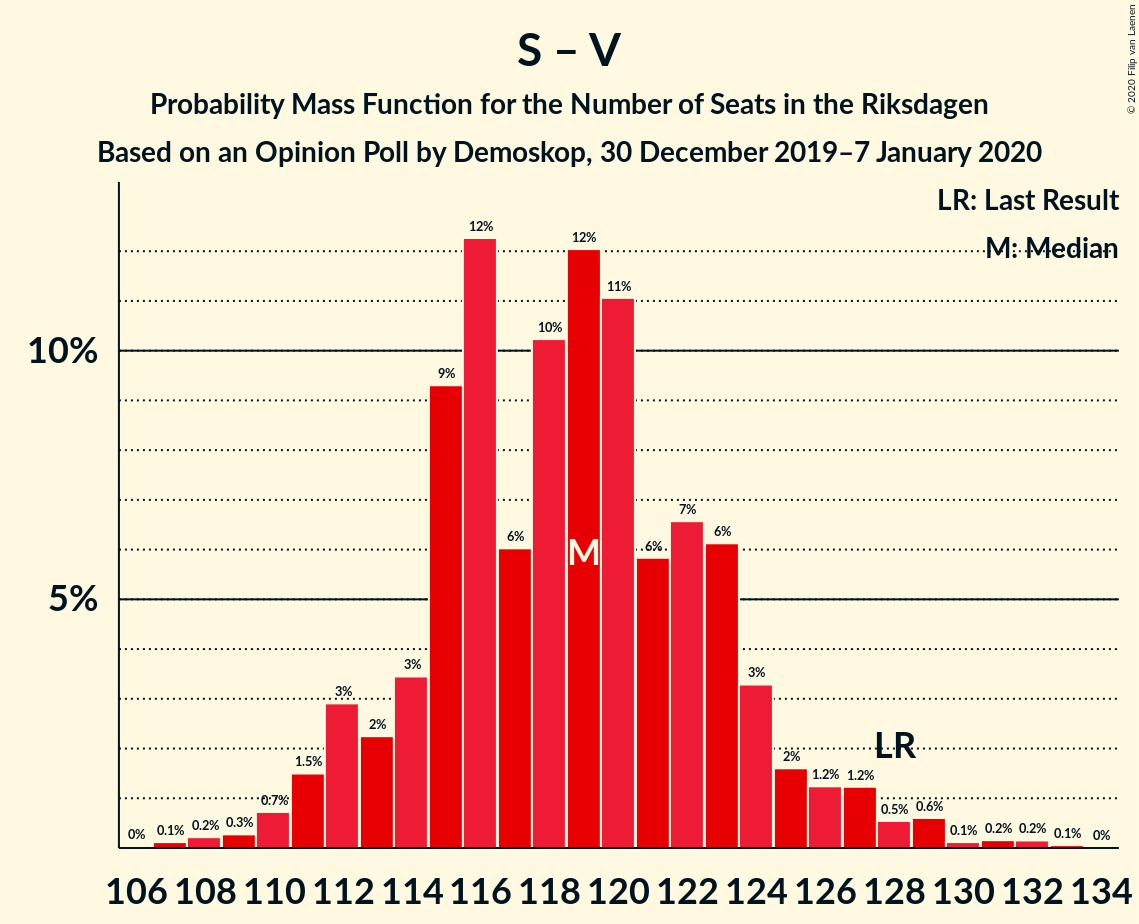 S – V
Probability Mass Function for the Number of Seats in the Riksdagen
Based on an Opinion Poll by Demoskop, 30 December 2019–7 January 2020
© 2020 Filip van Laenen
LR: Last Result
M: Median
10%
5%
0% 0.1% 0.2% 0.3% 0.7% 1.5% 3% 2% 3% 9% 12% 6% 10% 12% 11% 6% 7% 6% 3% 2% 1.2% 1.2% 0.5% 0.6% 0.1% 0.2% 0.2% 0.1% 0%
M
LR
106 108 110 112 114 116 118 120 122 124 126 128 130 132 134